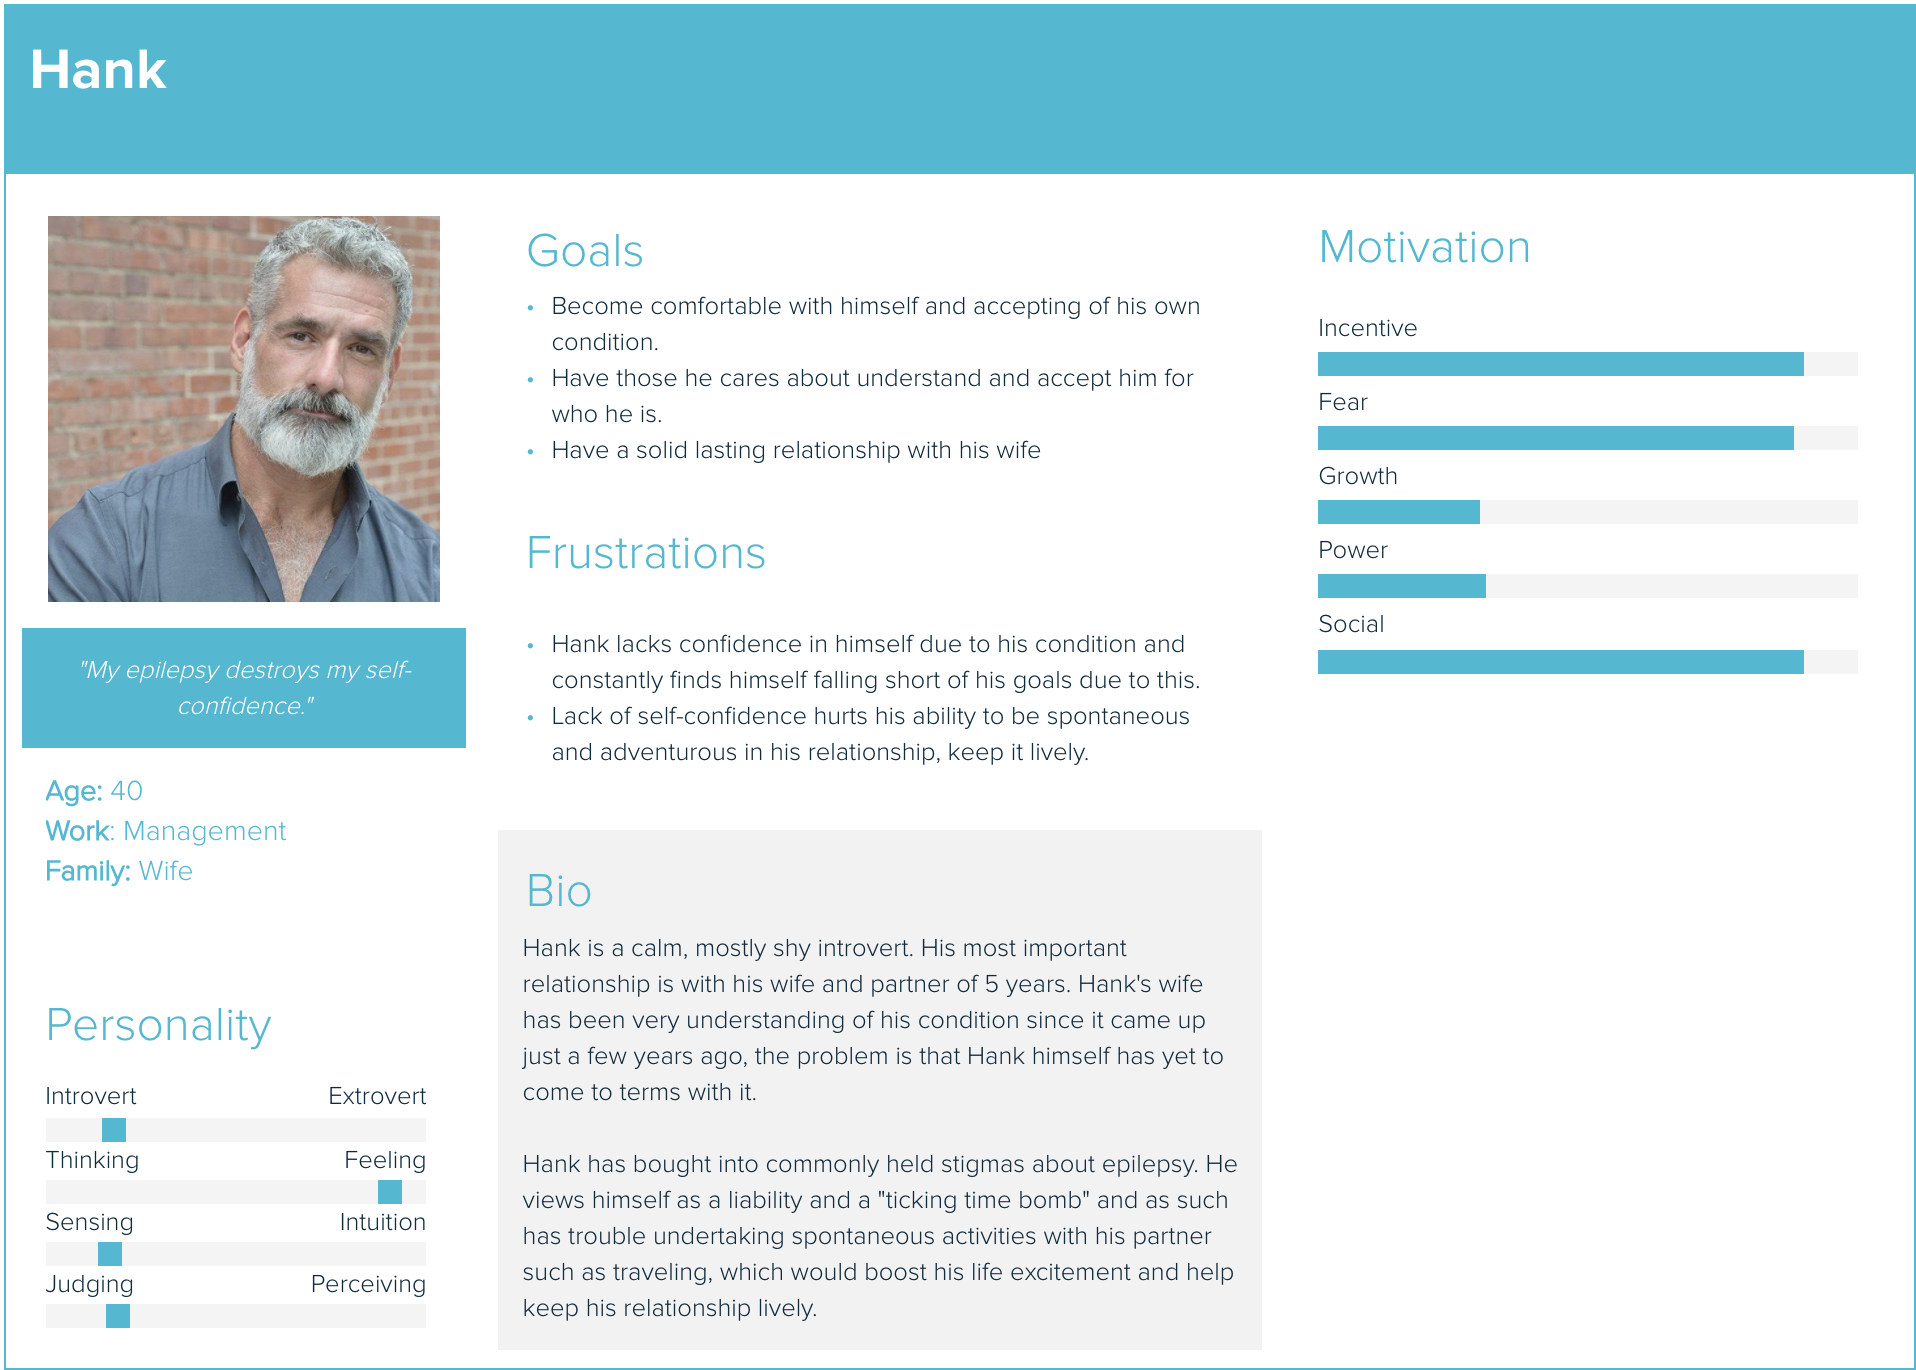 Hank
"My epilepsy destroys my self-
confidence."
Age: 40
Work: Management
Family: Wife
Personality
Introvert Extrovert
Thinking Feeling
Sensing Intuition
Judging Perceiving
Goals
• Become comfortable with himself and accepting of his own
condition.
• Have those he cares about understand and accept him for
who he is.
• Have a solid lasting relationship with his wife
Frustrations
• Hank lacks confidence in himself due to his condition and
constantly finds himself falling short of his goals due to this.
• Lack of self-confidence hurts his ability to be spontaneous
and adventurous in his relationship, keep it lively.
Bio
Hank is a calm, mostly shy introvert. His most important
relationship is with his wife and partner of 5 years. Hank's wife
has been very understanding of his condition since it came up
just a few years ago, the problem is that Hank himself has yet to
come to terms with it.
Hank has bought into commonly held stigmas about epilepsy. He
views himself as a liability and a "ticking time bomb" and as such
has trouble undertaking spontaneous activities with his partner
such as traveling, which would boost his life excitement and help
keep his relationship lively.
Motivation
Incentive
Fear
Growth
Power
Social